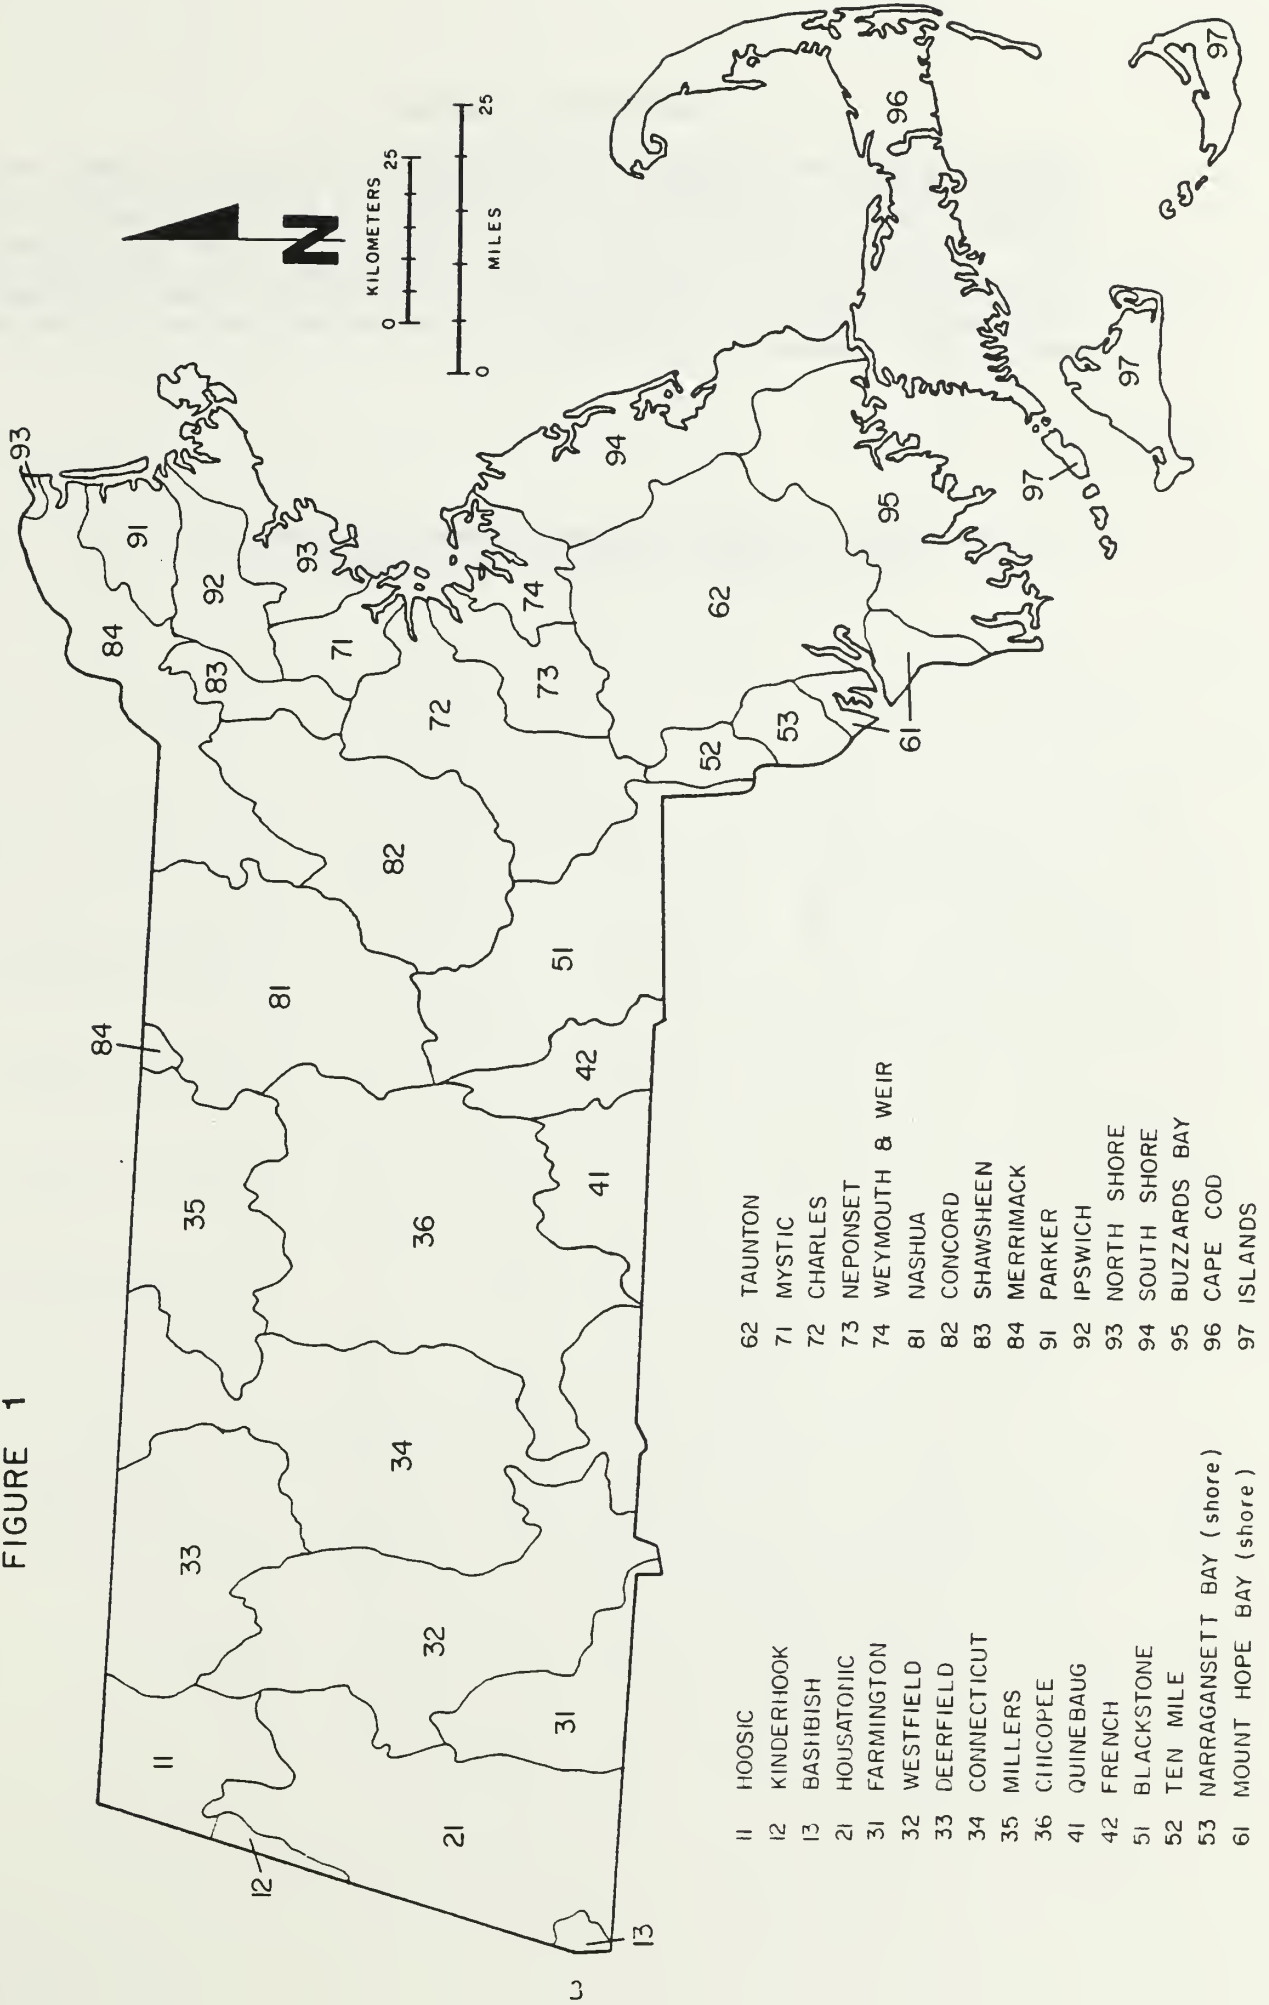 FIGURE 1
93
84
91
92
83
93
71
72
73
74
94
62
52
53
61
95
97
97
96
97
N
KILOMETERS
0 25
0 25
MILES
84
81
82
51
42
35
36
41
33
34
32
31
11
12
21
13
11 HOOSIC
12 KINDERHOOK
13 BASHBISH
21 HOUSATONIC
31 FARMINGTON
32 WESTFIELD
33 DEERFIELD
34 CONNECTICUT
35 MILLERS
36 CHICOPEE
41 QUINEBAUG
42 FRENCH
51 BLACKSTONE
52 TEN MILE
53 NARRAGANSETT BAY (shore)
61 MOUNT HOPE BAY (shore)
62 TAUNTON
71 MYSTIC
72 CHARLES
73 NEPONSET
74 WEYMOUTH & WEIR
81 NASHUA
82 CONCORD
83 SHAWSHEEN
84 MERRIMACK
91 PARKER
92 IPSWICH
93 NORTH SHORE
94 SOUTH SHORE
95 BUZZARDS BAY
96 CAPE COD
97 ISLANDS